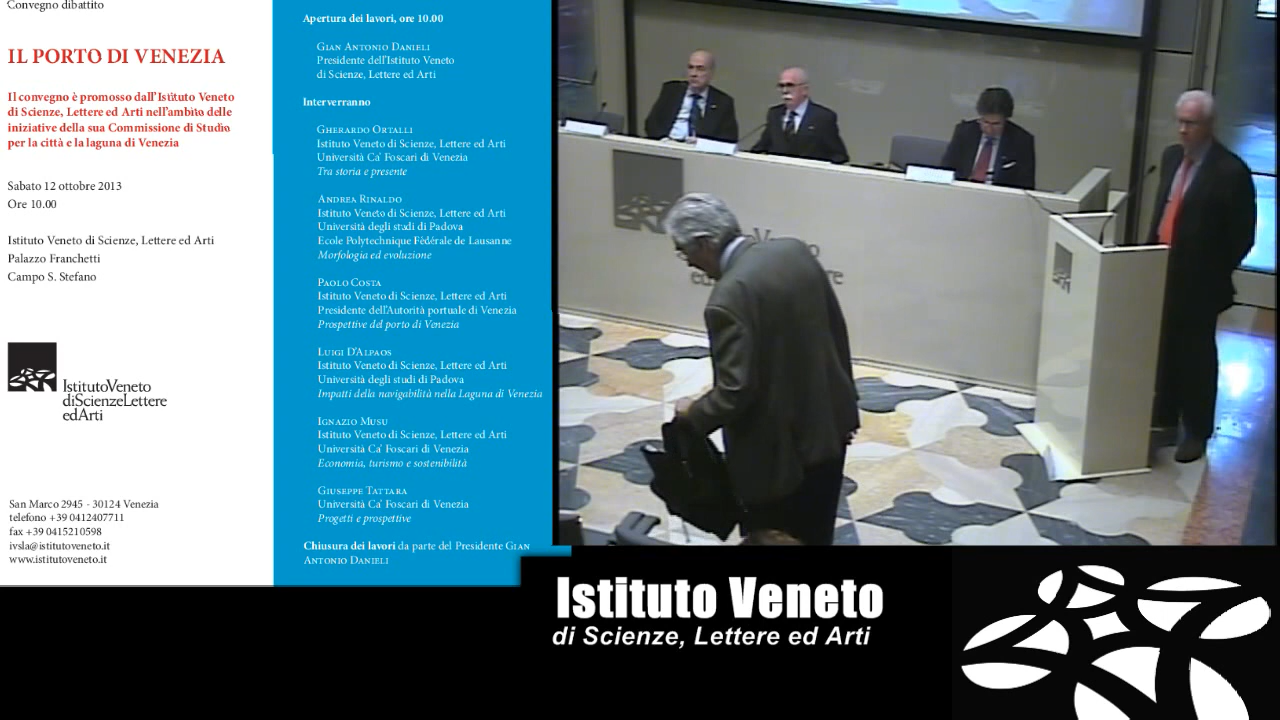 Convegno dibattito
IL PORTO DI VENEZIA
Il convegno è promosso dall'Istituto Veneto
di Scienze, Lettere ed Arti nell'ambito delle
iniziative della sua Commissione di Studio
per la città e la laguna di Venezia
Sabato 12 ottobre 2013
Ore 10.00
Istituto Veneto di Scienze, Lettere ed Arti
Palazzo Franchetti
Campo S. Stefano
IstitutoVeneto
diScienzeLettere
edArti
San Marco 2945 - 30124 Venezia
telefono +39 0412407711
fax +39 0415210598
ivsla@istitutoveneto.it
www.istitutoveneto.it
Apertura dei lavori, ore 10.00
Gian Antonio Danieli
Presidente dell'Istituto Veneto
di Scienze, Lettere ed Arti
Interverranno
Gherardo Ortalli
Istituto Veneto di Scienze, Lettere ed Arti
Università Ca' Foscari di Venezia
Tra storia e presente
Andrea Rinaldo
Istituto Veneto di Scienze, Lettere ed Arti
Università degli studi di Padova
Ecole Polytechnique Fèdérale de Lausanne
Morfologia ed evoluzione
Paolo Costa
Istituto Veneto di Scienze, Lettere ed Arti
Presidente dell'Autorità portuale di Venezia
Prospettive del porto di Venezia
Luigi D'Alpaos
Istituto Veneto di Scienze, Lettere ed Arti
Università degli studi di Padova
Impatti della navigabilità nella Laguna di Venezia
Ignazio Musu
Istituto Veneto di Scienze, Lettere ed Arti
Università Ca' Foscari di Venezia
Economia, turismo e sostenibilità
Giuseppe Tattara
Università Ca' Foscari di Venezia
Progetti e prospettive
Chiusura dei lavori da parte del Presidente Gian
Antonio Danieli
Istituto Veneto
di Scienze, Lettere ed Arti